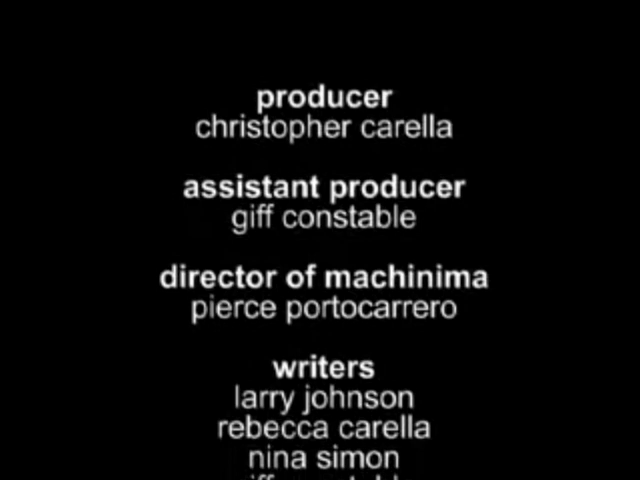 producer
christopher carella
assistant producer
giff constable
director of machinima
pierce portocarrero
writers
larry johnson
rebecca carella
nina simon